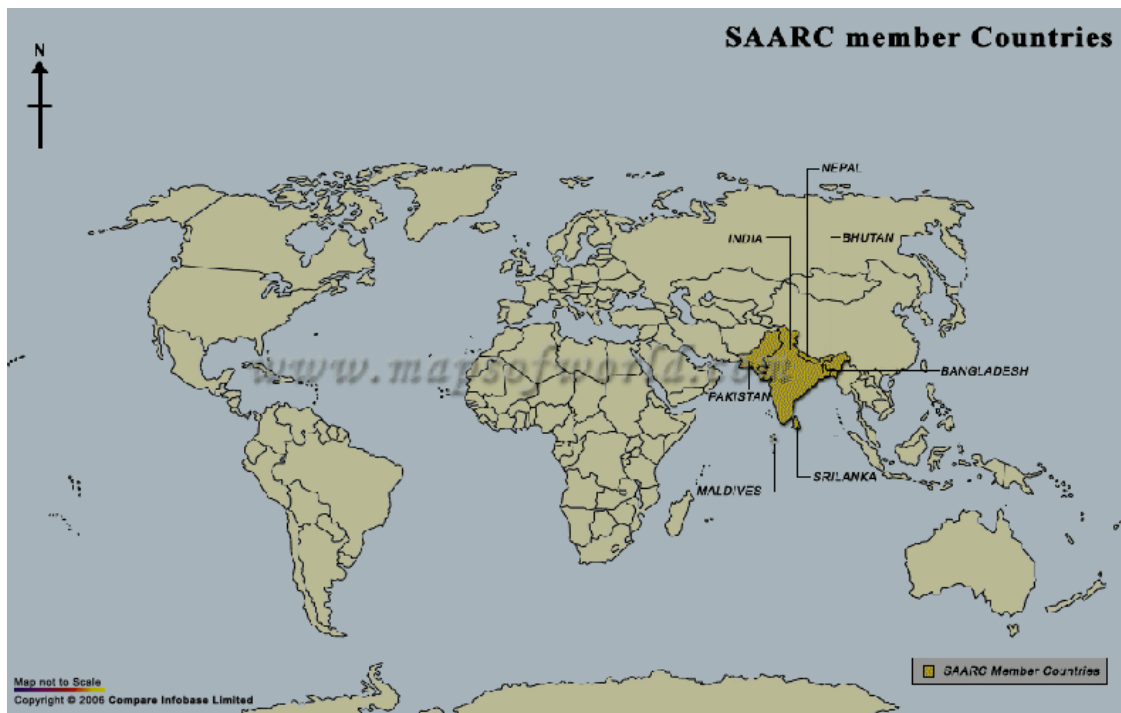 SAARC member Countries
N
NEPAL
INDIA
BHUTAN
www.mapsofworld.com
BANGLADESH
PAKISTAN
SRILANKA
MALDIVES
SAARC Member Countries
Map not to Scale
Copyright © 2006 Compare Infobase Limited